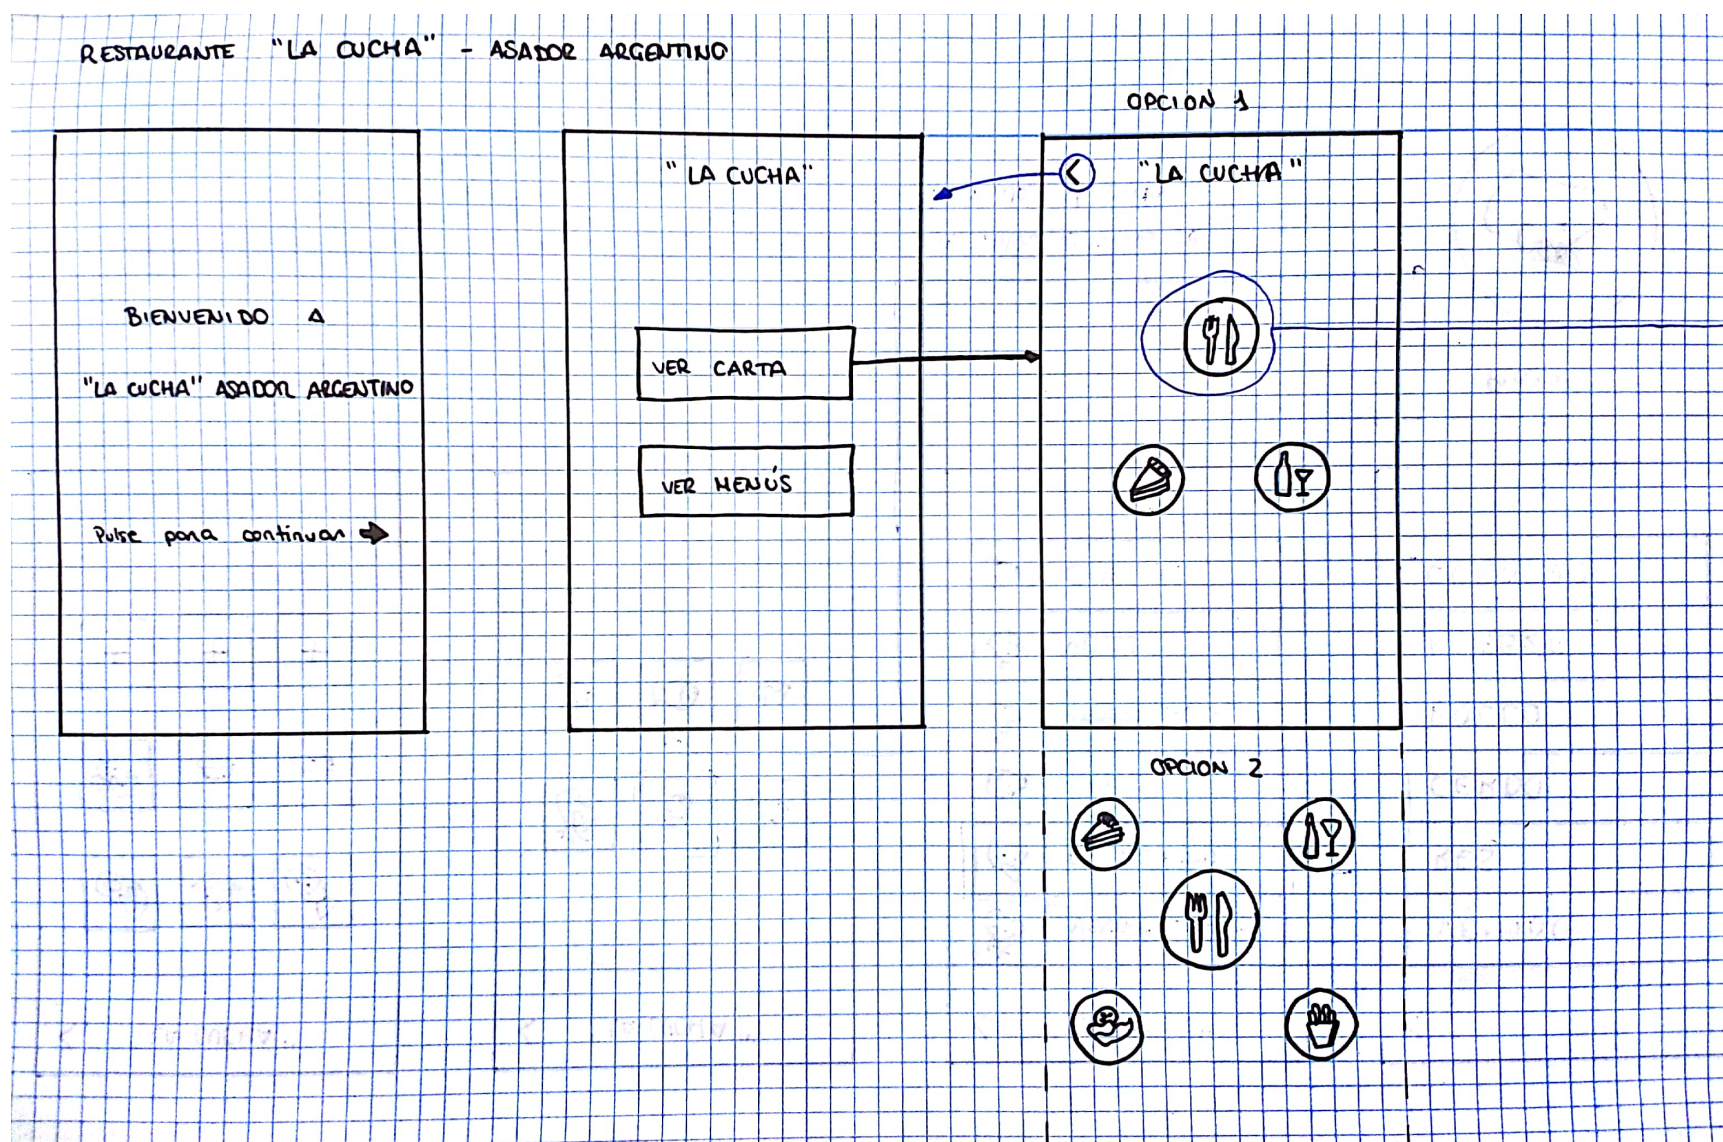 RESTAURANTE "LA CUCHA" - ASADOR ARGENTINO
BIENVENIDO A
"LA CUCHA" ASADOR ARGENTINO
Pulse para continuar
"LA CUCHA"
VER CARTA
VER MENÚS
OPCION 1
"LA CUCHA"
OPCION 2